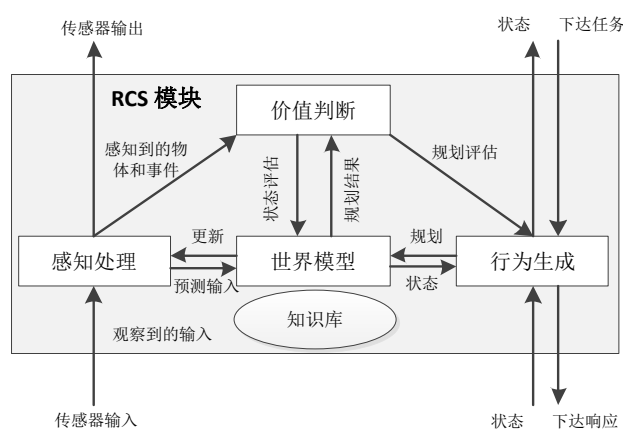 传感器输出
状态
下达任务
RCS 模块
价值判断
感知到的物
体和事件
状态评估
规划结果
规划评估
更新
规划
感知处理
世界模型
行为生成
预测输入
状态
知识库
观察到的输入
传感器输入
状态
下达响应